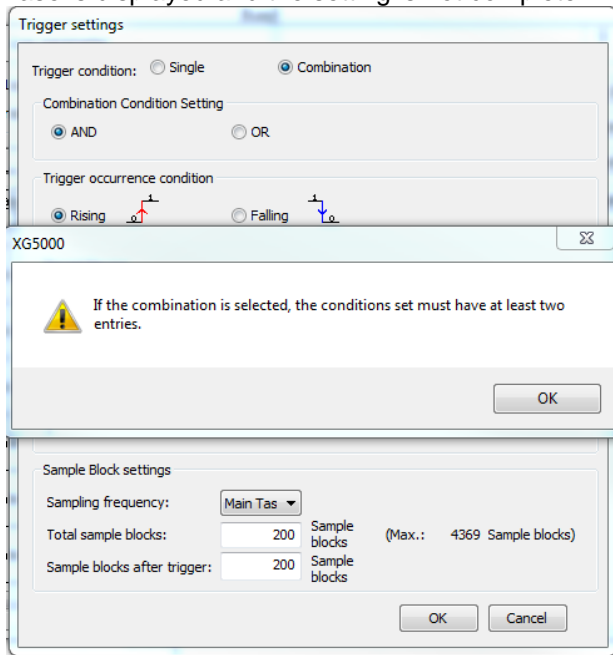 Trigger settings
Trigger condition: Single Combination
Combination Condition Setting
AND OR
Trigger occurrence condition
Rising Falling
XG5000
If the combination is selected, the conditions set must have at least two
entries.
OK
Sample Block settings
Sampling frequency: Main Tas
Total sample blocks: 200 Sample blocks (Max.: 4369 Sample blocks)
Sample blocks after trigger: 200 Sample blocks
OK Cancel